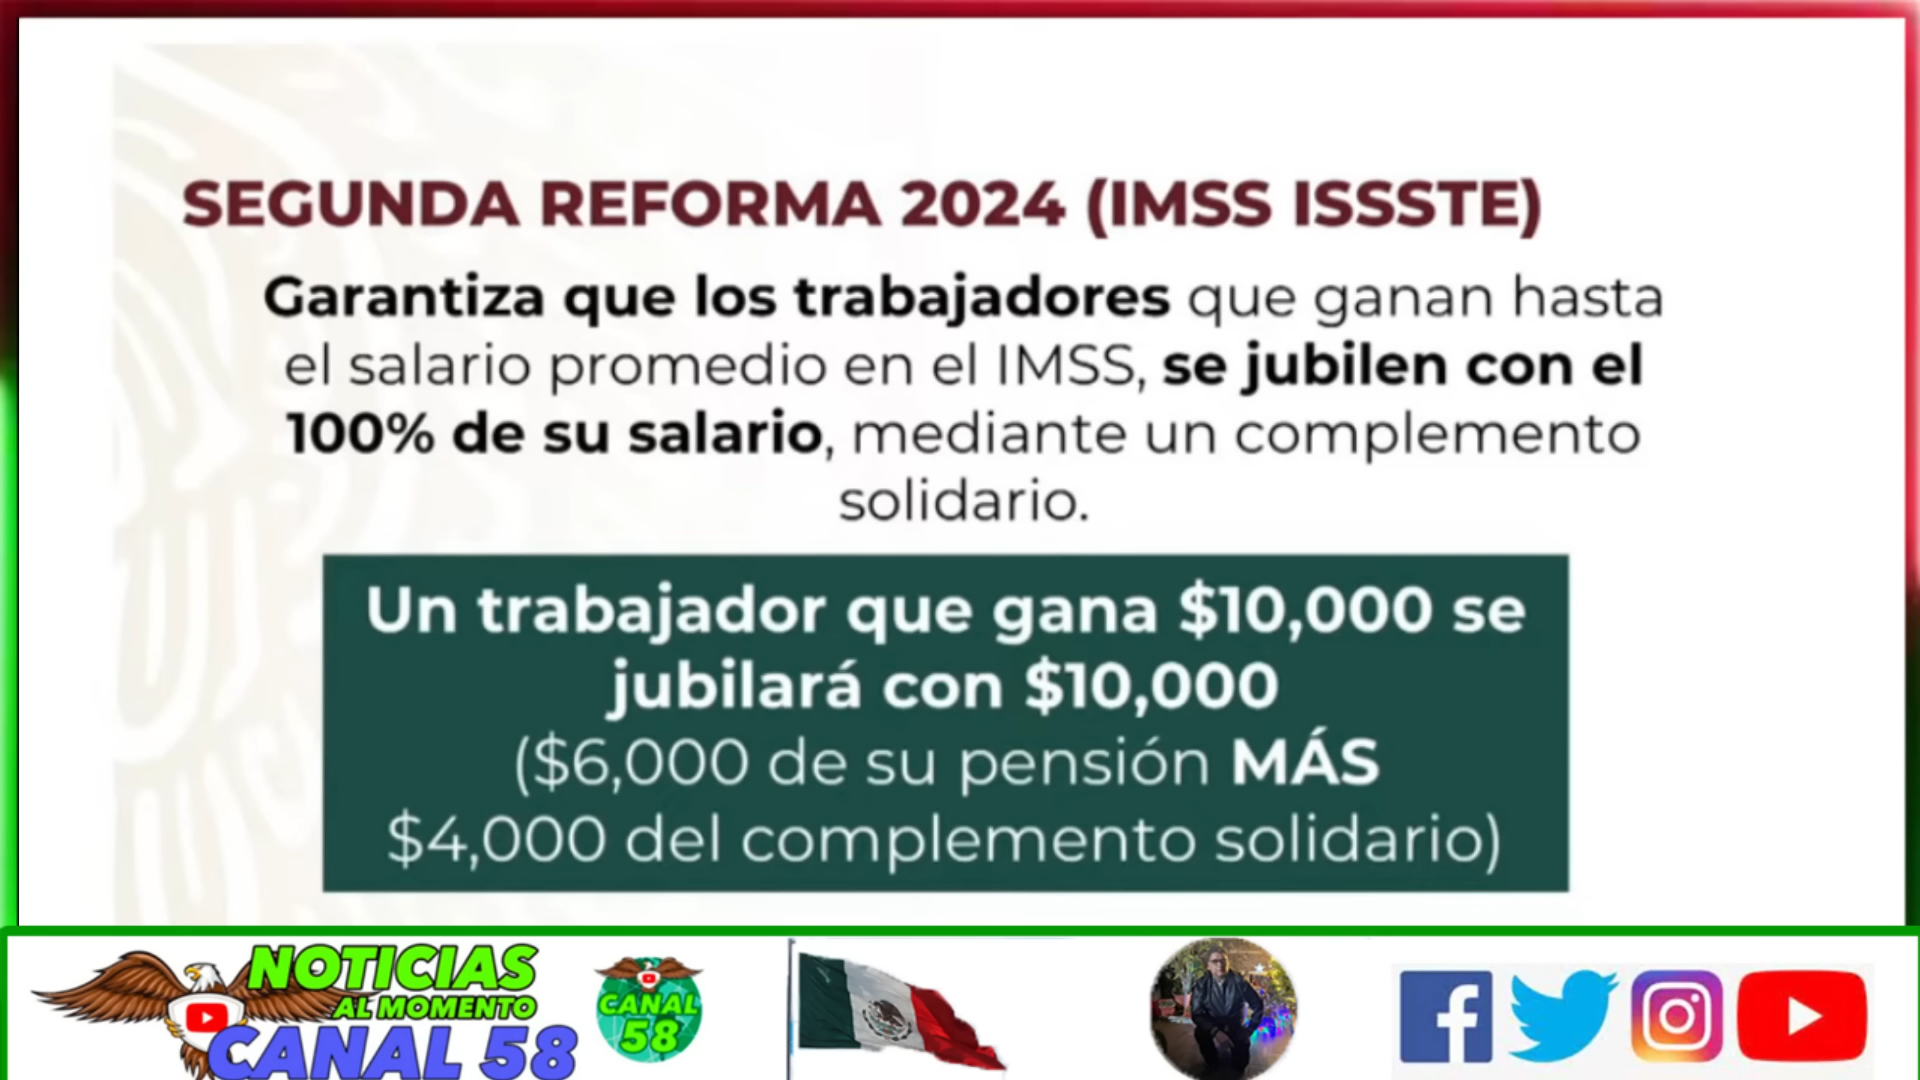 SEGUNDA REFORMA 2024 (IMSS ISSSTE)
Garantiza que los trabajadores que ganan hasta
el salario promedio en el IMSS, se jubilen con el
100% de su salario, mediante un complemento
solidario.
Un trabajador que gana $10,000 se
jubilará con $10,000
($6,000 de su pensión MÁS
$4,000 del complemento solidario)
NOTICIAS
AL MOMENTO
CANAL 58
CANAL
58